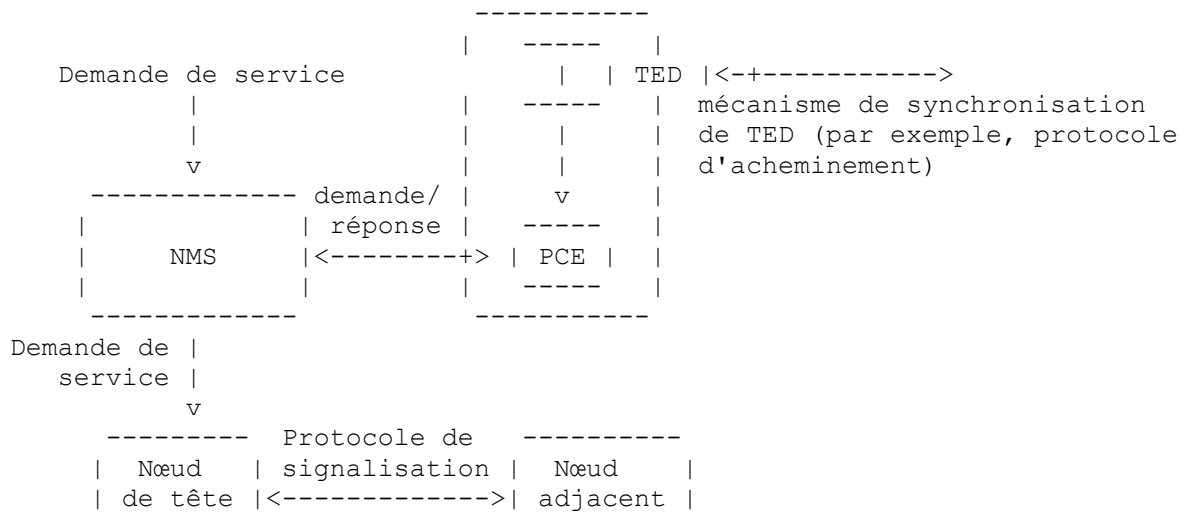 Demande de service
TED
mécanisme de synchronisation
de TED (par exemple, protocole
d'acheminement)
v
v
demande/
réponse
NMS
PCE
Demande de
service
v
Protocole de
Nœud signalisation Nœud
de tête adjacent